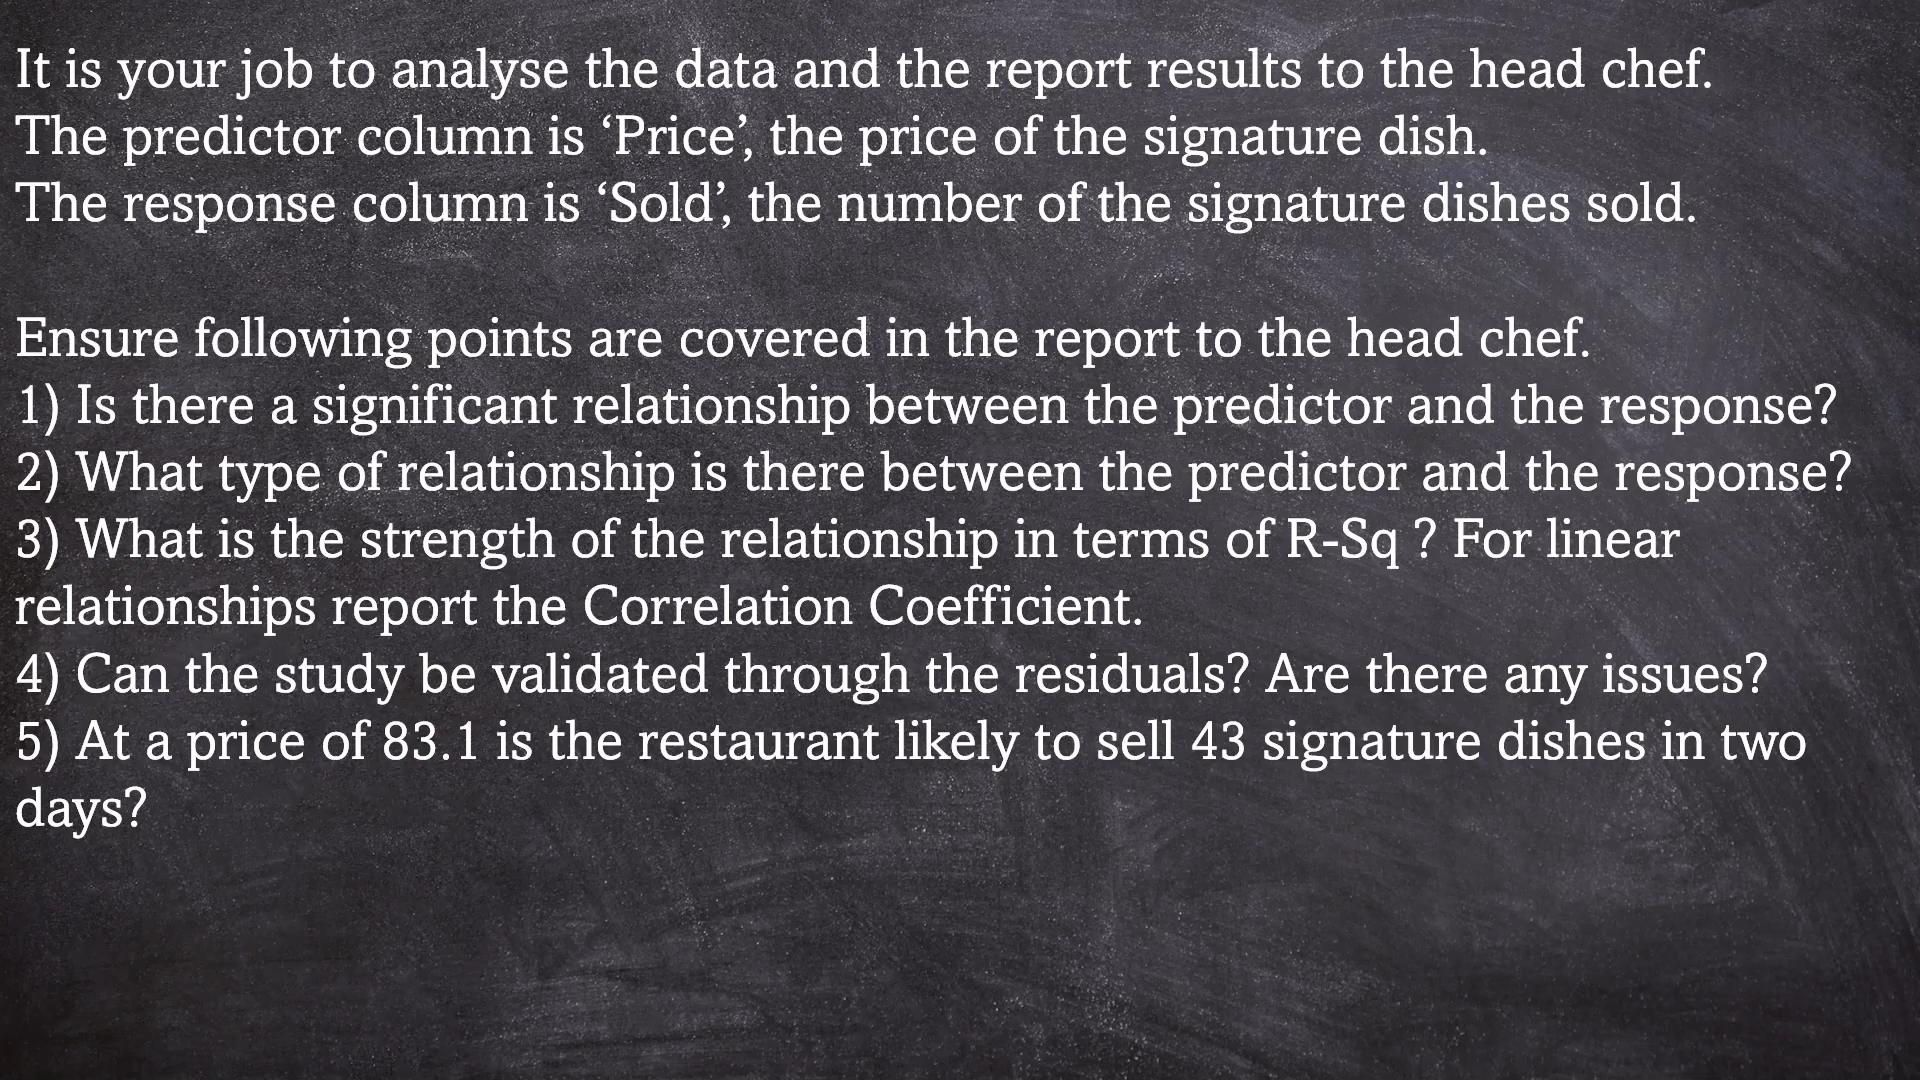 It is your job to analyse the data and the report results to the head chef.
The predictor column is ‘Price’, the price of the signature dish.
The response column is ‘Sold’, the number of the signature dishes sold.
Ensure following points are covered in the report to the head chef.
1) Is there a significant relationship between the predictor and the response?
2) What type of relationship is there between the predictor and the response?
3) What is the strength of the relationship in terms of R-Sq ? For linear
relationships report the Correlation Coefficient.
4) Can the study be validated through the residuals? Are there any issues?
5) At a price of 83.1 is the restaurant likely to sell 43 signature dishes in two
days?